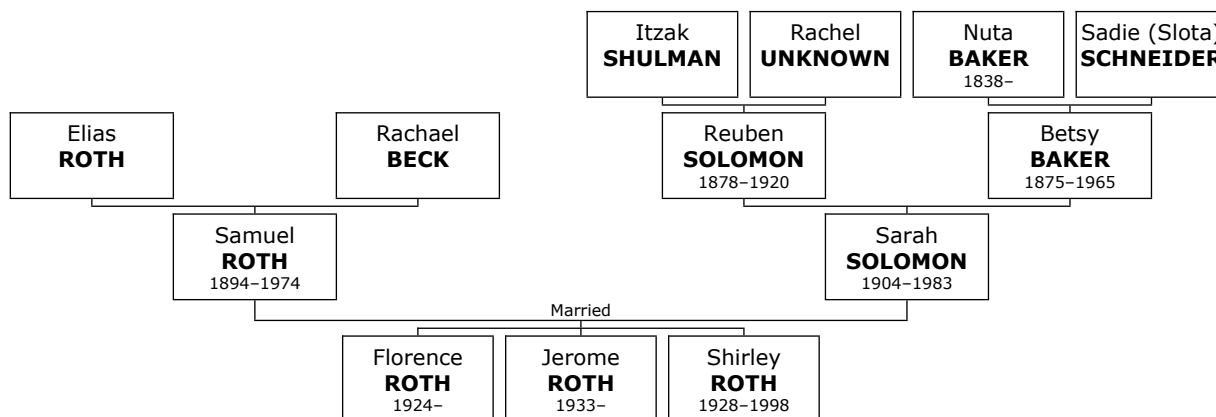 Itzak
SHULMAN
Rachel
UNKNOWN
Nuta
BAKER
1838–
Sadie (Slota)
SCHNEIDER
Elias
ROTH
Rachael
BECK
Reuben
SOLOMON
1878–1920
Betsy
BAKER
1875–1965
Samuel
ROTH
1894–1974
Sarah
SOLOMON
1904–1983
Married
Florence
ROTH
1924–
Jerome
ROTH
1933–
Shirley
ROTH
1928–1998